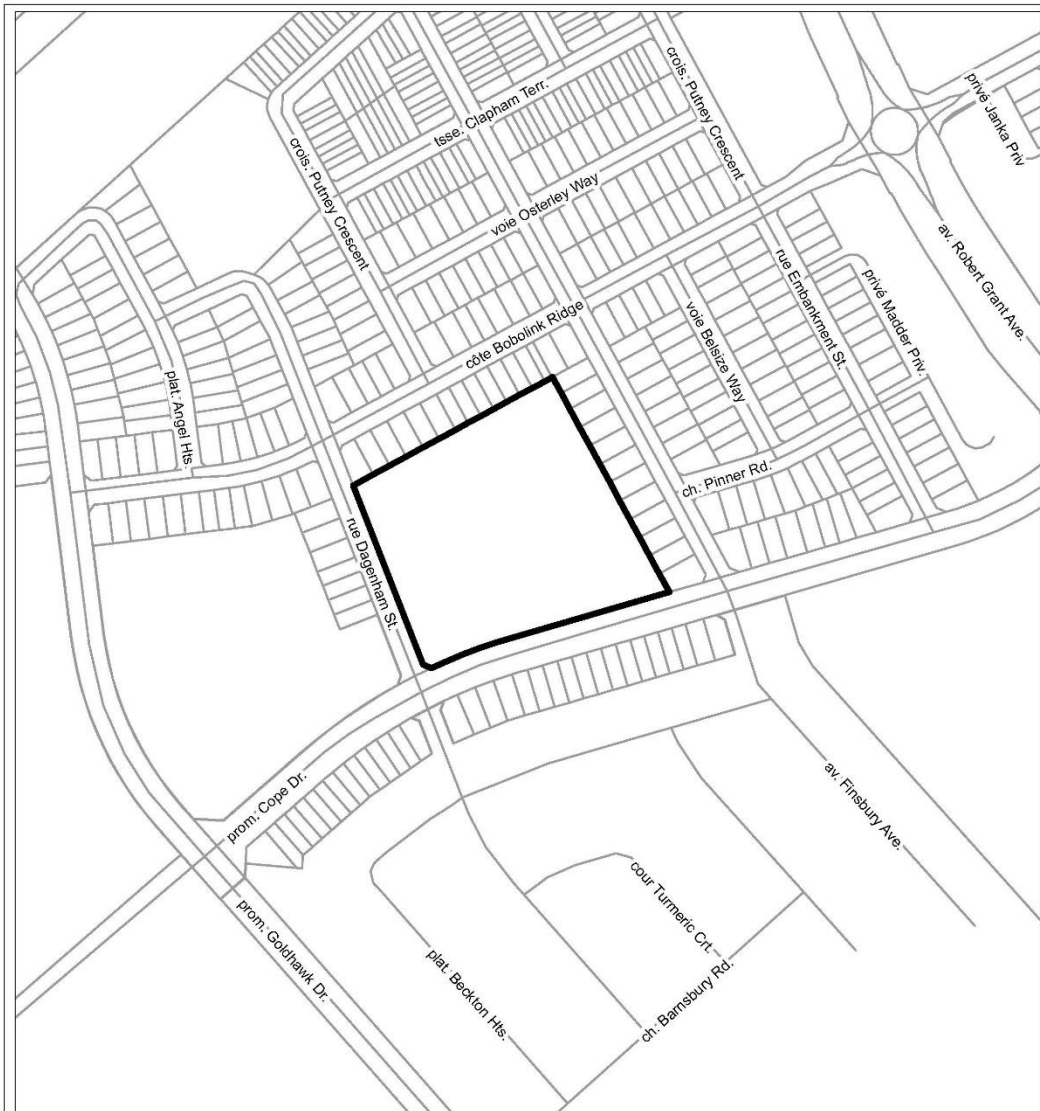 crois. Putney Crescent
privé Janka Priv
tsse. Clapham Terr.
crois. Putney Crescent
voie Osterley Way
av. Robert Grant Ave.
rue Embankment St.
privé Madder Priv.
côte Bobolink Ridge
voie Belsize Way
plat. Angel Hts.
ch. Pinner Rd.
rue Dagenham St.
prom. Cope Dr.
av. Finsbury Ave.
cour Turmeric Crt
prom. Goldhawk Dr.
plat. Beckton Hts.
ch. Barnsbury Rd.